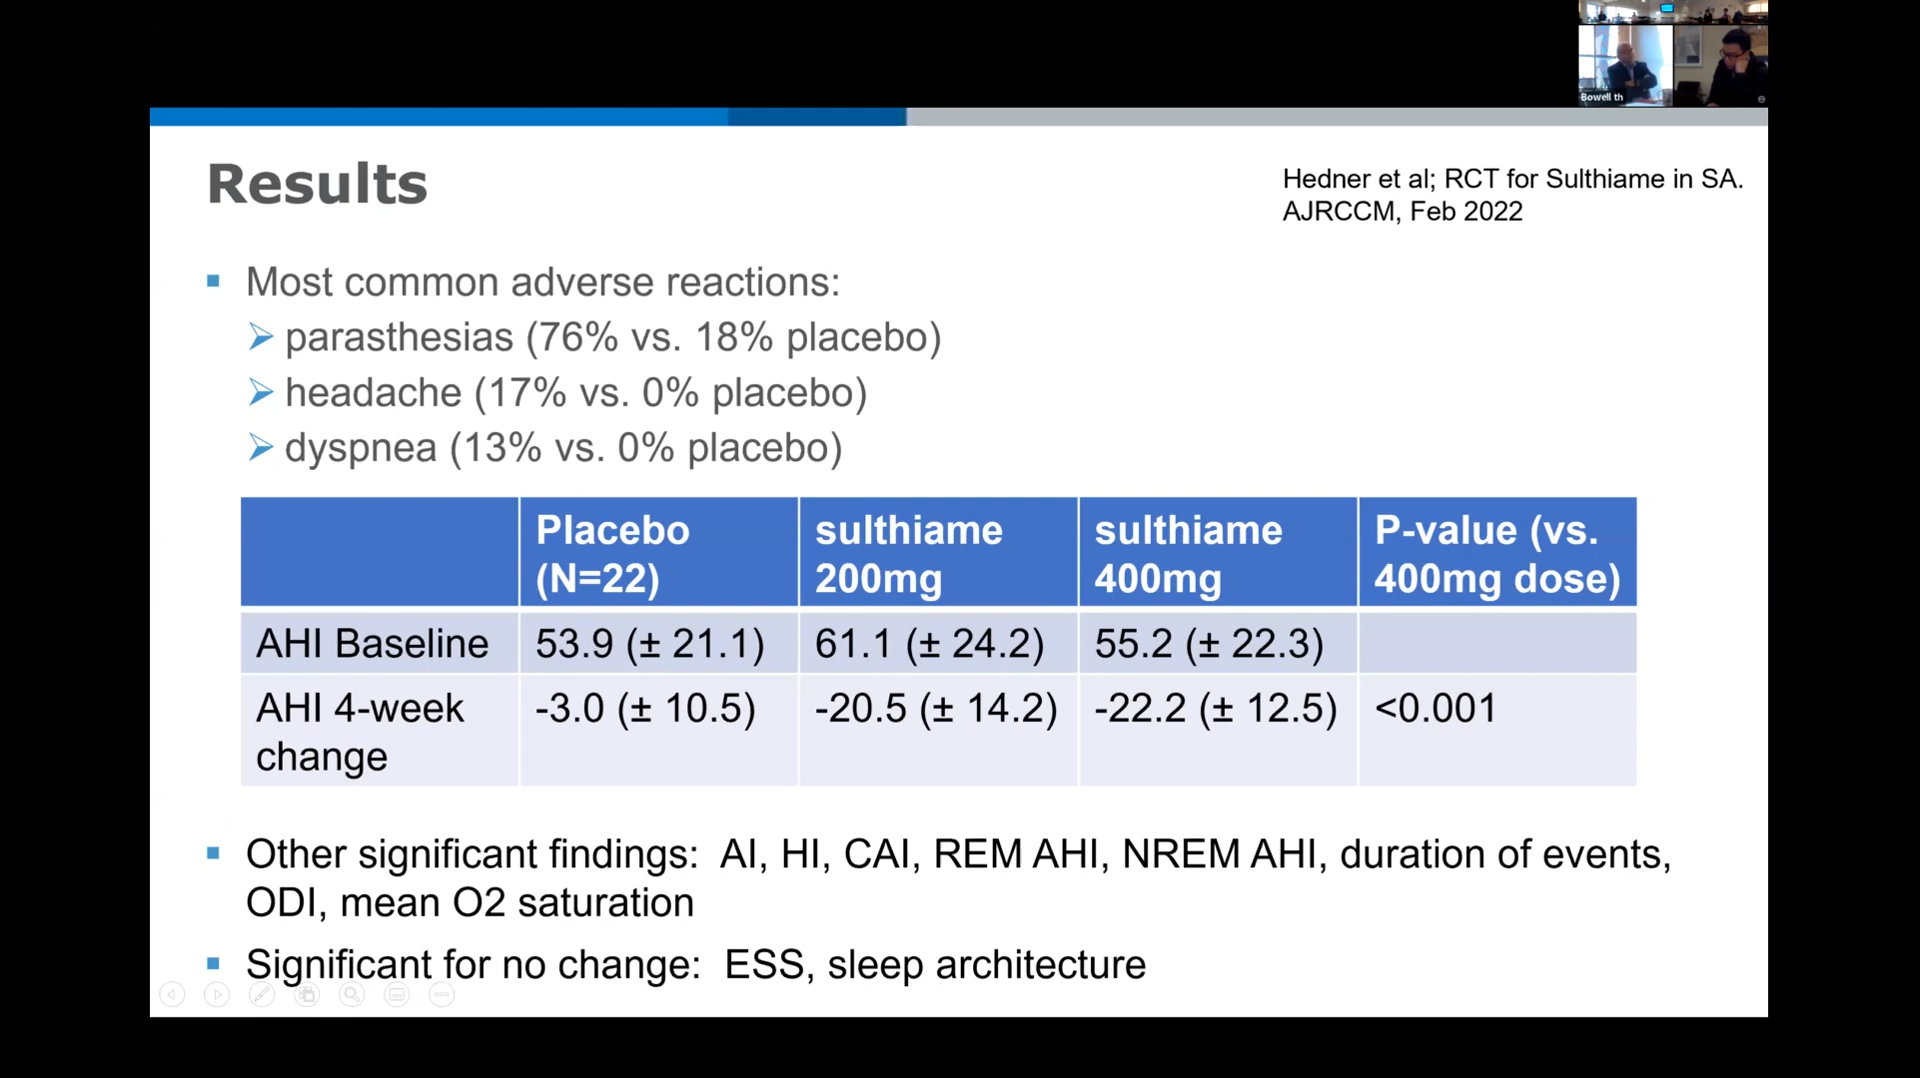 Bowell th
Results
Hedner et al; RCT for Sulthiame in SA.
AJRCCM, Feb 2022
Most common adverse reactions:
parasthesias (76% vs. 18% placebo)
headache (17% vs. 0% placebo)
dyspnea (13% vs. 0% placebo)
Placebo (N=22) sulthiame 200mg sulthiame 400mg P-value (vs. 400mg dose)
AHI Baseline 53.9 (± 21.1) 61.1 (± 24.2) 55.2 (± 22.3)
AHI 4-week change -3.0 (± 10.5) -20.5 (± 14.2) -22.2 (± 12.5) <0.001
Other significant findings: AI, HI, CAI, REM AHI, NREM AHI, duration of events,
ODI, mean O2 saturation
Significant for no change: ESS, sleep architecture